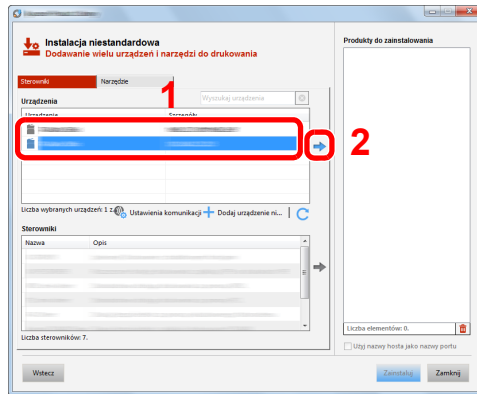 Instalacja niestandardowa
Dodawanie wielu urządzeń i narzędzi do drukowania
Produkty do zainstalowania
Sterowniki
Narzędzie
1
Urządzenia
Wyszukaj urządzenia
Urządzenie
Szczegóły
2
Liczba wybranych urządzeń: 1 z
Ustawienia komunikacji
Dodaj urządzenie ni...
Sterowniki
Nazwa
Opis
Liczba sterowników: 7.
Liczba elementów: 0.
Użyj nazwy hosta jako nazwy portu
Wstecz
Zainstaluj
Zamknij